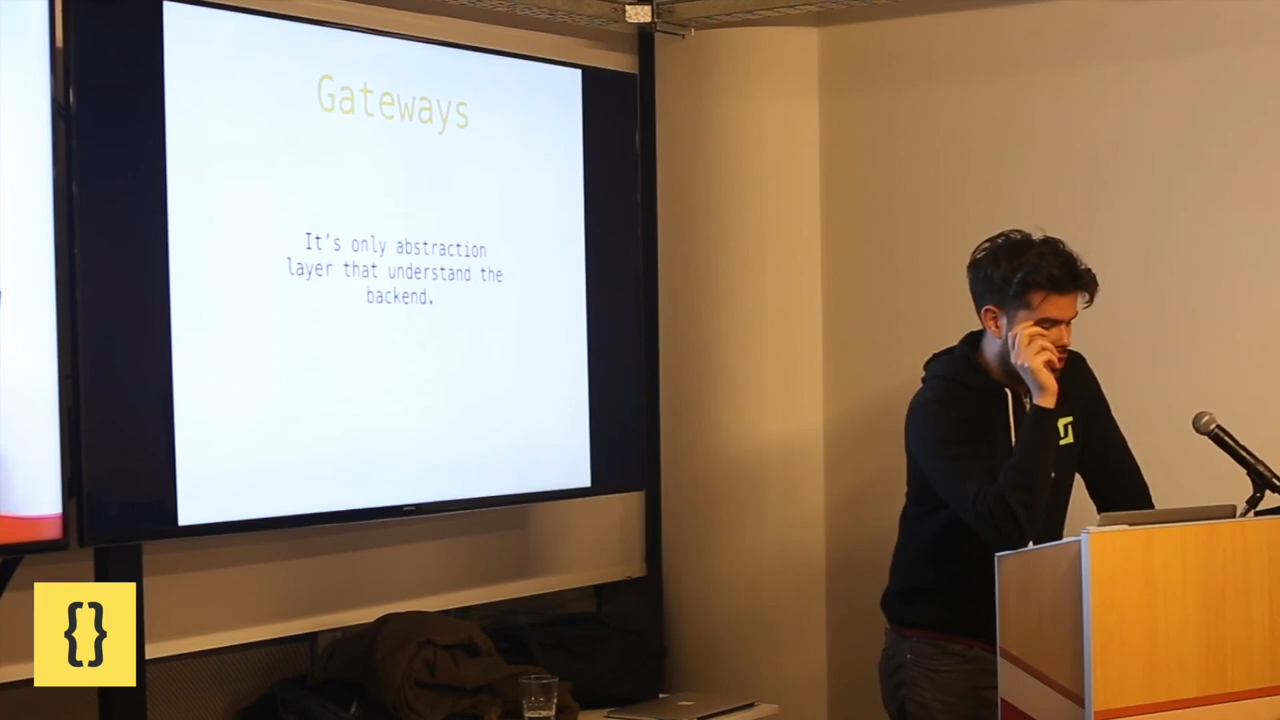 Gateways
It's only abstraction
layer that understand the
backend.
{}